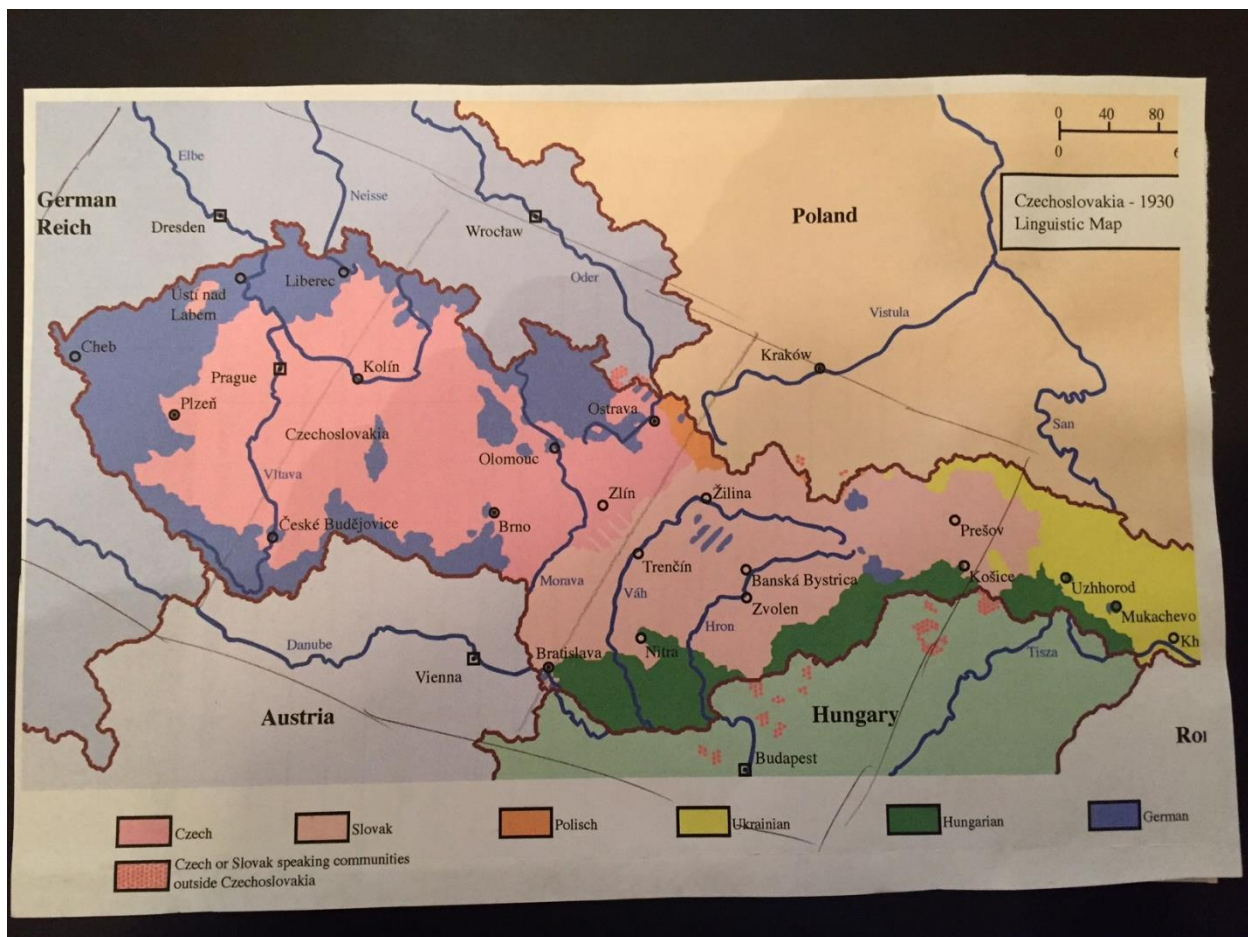 0 40 80
0
Czechoslovakia - 1930
Linguistic Map
German
Reich
Elbe
Neisse
Dresden
Wrocław
Poland
Oder
Liberec
Ústí nad
Labem
Vistula
Cheb
Prague
Kolín
Kraków
Plzeň
Ostrava
San
Czechoslovakia
Olomouc
Vltava
Zlín
Žilina
České Budějovice
Brno
Prešov
Trenčín
Morava
Váh
Banská Bystrica
Košice
Uzhhorod
Zvolen
Mukachevo
Hron
Kh
Danube
Bratislava
Nitra
Tisza
Vienna
Austria
Hungary
Budapest
Czech
Slovak
Polisch
Ukrainian
Hungarian
German
Czech or Slovak speaking communities
outside Czechoslovakia